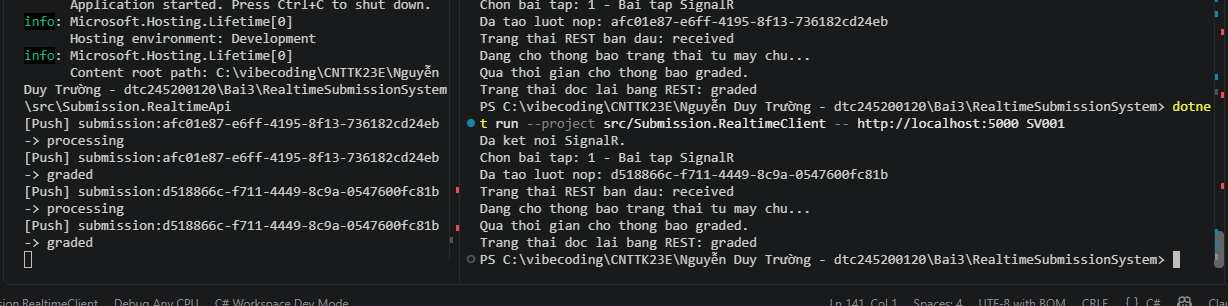 Application started. Press Ctrl+C to shut down.
info: Microsoft.Hosting.Lifetime[0]
Hosting environment: Development
info: Microsoft.Hosting.Lifetime[0]
Content root path: C:\vibecoding\CNTTK23E\Nguyễn
Duy Trường - dtc245200120\Bai3\RealtimeSubmissionSystem
\src\Submission.RealtimeApi
[Push] submission:afc01e87-e6ff-4195-8f13-736182cd24eb
-> processing
[Push] submission:afc01e87-e6ff-4195-8f13-736182cd24eb
-> graded
[Push] submission:d518866c-f711-4449-8c9a-0547600fc81b
-> processing
[Push] submission:d518866c-f711-4449-8c9a-0547600fc81b
-> graded
Chon bai tap: 1 - Bai tap SignalR
Da tao luot nop: afc01e87-e6ff-4195-8f13-736182cd24eb
Trang thai REST ban dau: received
Dang cho thong bao trang thai tu may chu...
Qua thoi gian cho thong bao graded.
Trang thai doc lai bang REST: graded
PS C:\vibecoding\CNTTK23E\Nguyễn Duy Trường - dtc245200120\Bai3\RealtimeSubmissionSystem> dotne
t run --project src/Submission.RealtimeClient -- http://localhost:5000 SV001
Da ket noi SignalR.
Chon bai tap: 1 - Bai tap SignalR
Da tao luot nop: d518866c-f711-4449-8c9a-0547600fc81b
Trang thai REST ban dau: received
Dang cho thong bao trang thai tu may chu...
Qua thoi gian cho thong bao graded.
Trang thai doc lai bang REST: graded
PS C:\vibecoding\CNTTK23E\Nguyễn Duy Trường - dtc245200120\Bai3\RealtimeSubmissionSystem>
sion.RealtimeClient Debug Any CPU C# Workspace Dev Mode Ln 141, Col 1 Spaces: 4 UTF-8 with BOM CRLF { } C#